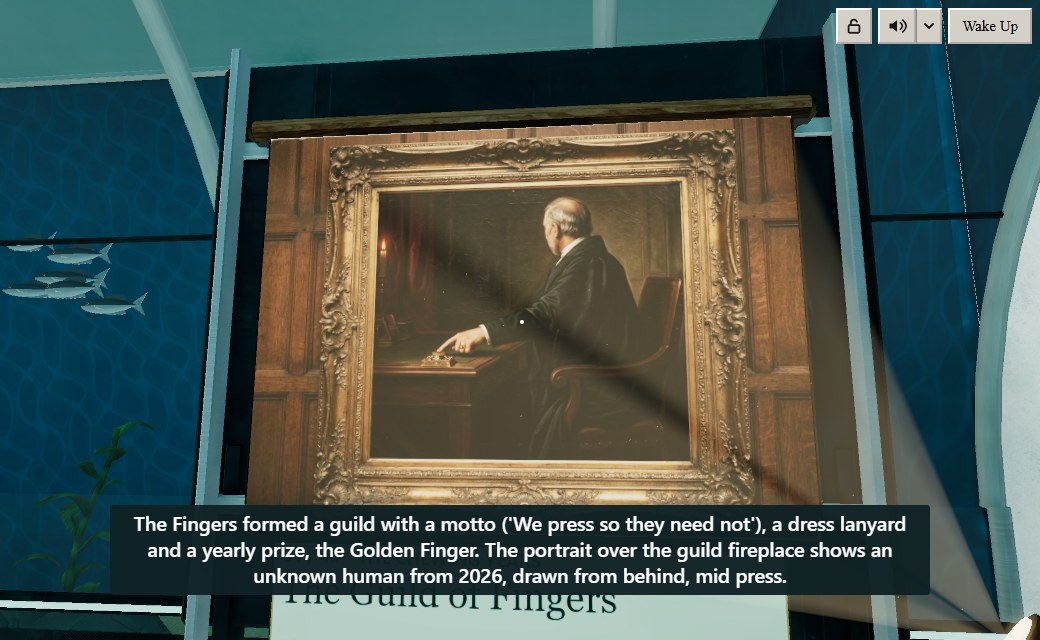 Wake Up
The Fingers formed a guild with a motto ('We press so they need not'), a dress lanyard
and a yearly prize, the Golden Finger. The portrait over the guild fireplace shows an
unknown human from 2026, drawn from behind, mid press.
The Guild of Fingers